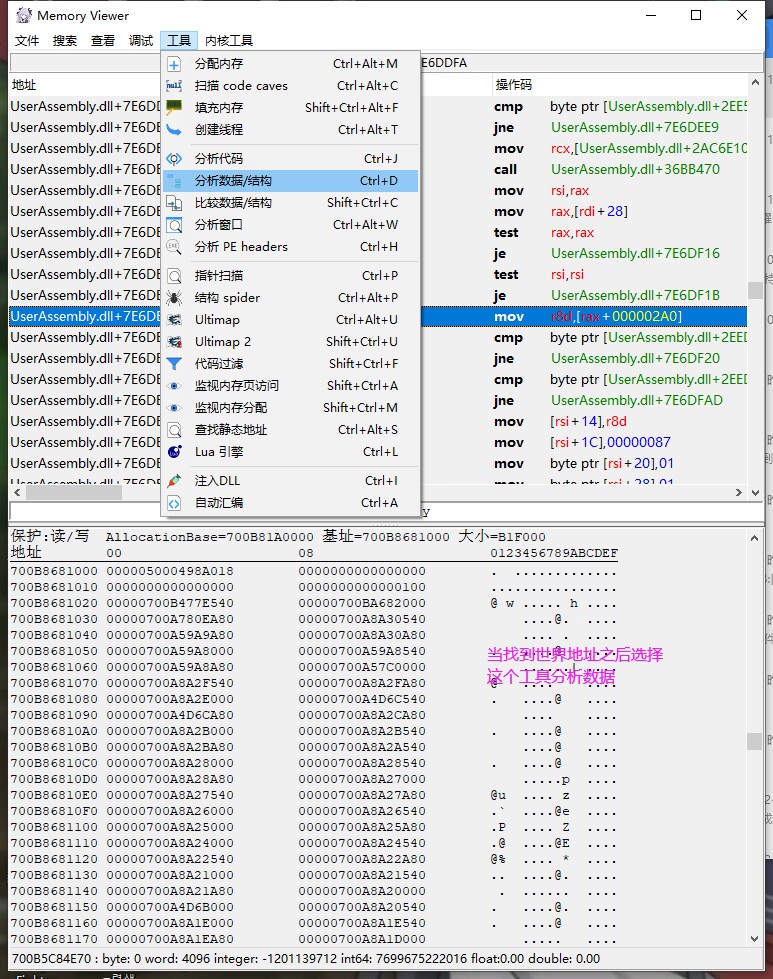 Memory Viewer
文件 搜索 查看 调试 工具 内核工具
E6DDFA
地址 操作码
分配内存 Ctrl+Alt+M
扫描 code caves Ctrl+Alt+C
填充内存 Shift+Ctrl+Alt+F
创建线程 Ctrl+Alt+T
分析代码 Ctrl+J
分析数据/结构 Ctrl+D
比较数据/结构 Shift+Ctrl+C
分析窗口 Ctrl+Alt+W
分析 PE headers Ctrl+H
指针扫描 Ctrl+P
结构 spider Ctrl+Alt+P
Ultimap Ctrl+Alt+U
Ultimap 2 Shift+Ctrl+U
代码过滤 Shift+Ctrl+F
监视内存页访问 Shift+Ctrl+A
监视内存分配 Shift+Ctrl+M
查找静态地址 Ctrl+Alt+S
Lua 引擎 Ctrl+L
注入DLL Ctrl+I
自动汇编 Ctrl+A
UserAssembly.dll+7E6DD cmp byte ptr [UserAssembly.dll+2EE5
UserAssembly.dll+7E6DE jne UserAssembly.dll+7E6DEE9
UserAssembly.dll+7E6DE mov rcx,[UserAssembly.dll+2AC6E10
UserAssembly.dll+7E6DE call UserAssembly.dll+36BB470
UserAssembly.dll+7E6DE mov rsi,rax
UserAssembly.dll+7E6DE mov rax,[rdi+28]
UserAssembly.dll+7E6DE test rax,rax
UserAssembly.dll+7E6DE je UserAssembly.dll+7E6DF16
UserAssembly.dll+7E6DE test rsi,rsi
UserAssembly.dll+7E6DE je UserAssembly.dll+7E6DF1B
UserAssembly.dll+7E6DE mov r8d,[rax+000002A0]
UserAssembly.dll+7E6DE cmp byte ptr [UserAssembly.dll+2EED
UserAssembly.dll+7E6DE jne UserAssembly.dll+7E6DF20
UserAssembly.dll+7E6DE cmp byte ptr [UserAssembly.dll+2EED
UserAssembly.dll+7E6DE jne UserAssembly.dll+7E6DFAD
UserAssembly.dll+7E6DE mov [rsi+14],r8d
UserAssembly.dll+7E6DE mov [rsi+1C],00000087
UserAssembly.dll+7E6DE mov byte ptr [rsi+20],01
UserAssembly.dll+7E6DE mov byte ptr [rsi+28],01
y
保护:读/写 AllocationBase=700B81A0000 基址=700B8681000 大小=B1F000
地址 00 08 0123456789ABCDEF
700B8681000 000005000498A018 0000000000000000 . .............
700B8681010 0000000000000000 0000000000000100 ................
700B8681020 00000700B477E540 00000700BA682000 @ w ..... h ....
700B8681030 00000700A780EA80 00000700A8A30540 ....@. ....
700B8681040 00000700A59A9A80 00000700A8A30A80 .... . ....
700B8681050 00000700A59A8000 00000700A59A8540
700B8681060 00000700A59A8A80 00000700A57C0000
700B8681070 00000700A8A2F540 00000700A8A2FA80 @
700B8681080 00000700A8A2E000 00000700A4D6C540 . ....@ ....
700B8681090 00000700A4D6CA80 00000700A8A2CA80 .... ....
700B86810A0 00000700A8A2B000 00000700A8A2B540 . ....@ ....
700B86810B0 00000700A8A2BA80 00000700A8A2A540 ....@ ....
700B86810C0 00000700A8A28000 00000700A8A28540 . ....@ ....
700B86810D0 00000700A8A28A80 00000700A8A27000 .....p ....
700B86810E0 00000700A8A27540 00000700A8A27A80 @u .... z ....
700B86810F0 00000700A8A26000 00000700A8A26540 .` ....@e ....
700B8681100 00000700A8A25000 00000700A8A25A80 .P .... Z ....
700B8681110 00000700A8A24000 00000700A8A24540 .@ ....@E ....
700B8681120 00000700A8A22540 00000700A8A22A80 @% .... * ....
700B8681130 00000700A8A21000 00000700A8A21540 .. ....@. ....
700B8681140 00000700A8A21A80 00000700A8A20000 . ...... ....
700B8681150 00000700A4D6B000 00000700A8A20540 . ....@. ....
700B8681160 00000700A8A1E000 00000700A8A1E540 . ....@ ....
700B8681170 00000700A8A1EA80 00000700A8A1D000
当找到世界地址之后选择
这个工具分析数据
700B5C84E70 : byte: 0 word: 4096 integer: -1201139712 int64: 7699675222016 float:0.00 double: 0.00